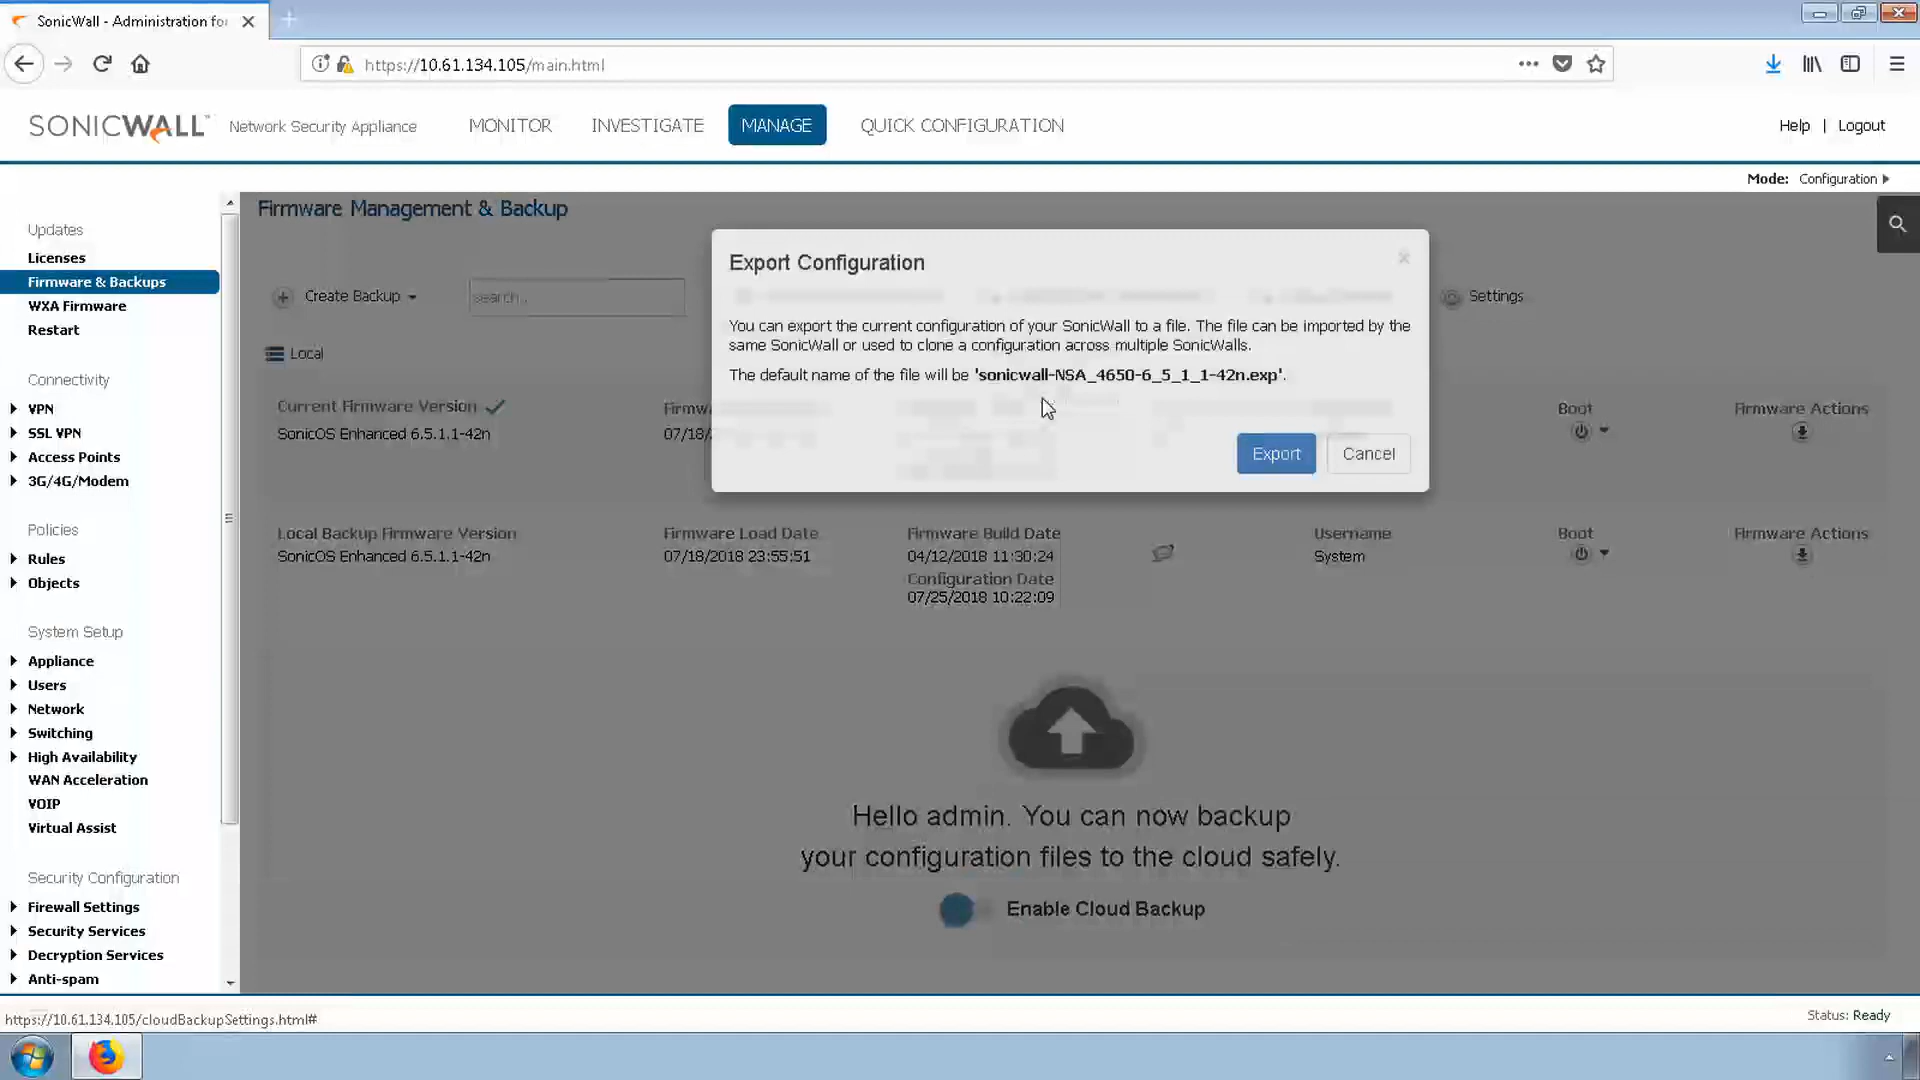 SonicWall - Administration for
https://10.61.134.105/main.html
SONICWALL Network Security Appliance MONITOR INVESTIGATE MANAGE QUICK CONFIGURATION Help | Logout
Mode: Configuration
Updates
Licenses
Firmware & Backups
WXA Firmware
Restart
Connectivity
VPN
SSL VPN
Access Points
3G/4G/Modem
Policies
Rules
Objects
System Setup
Appliance
Users
Network
Switching
High Availability
WAN Acceleration
VOIP
Virtual Assist
Security Configuration
Firewall Settings
Security Services
Decryption Services
Anti-spam
Firmware Management & Backup
Create Backup search... Settings
Local
Export Configuration
You can export the current configuration of your SonicWall to a file. The file can be imported by the
same SonicWall or used to clone a configuration across multiple SonicWalls.
The default name of the file will be 'sonicwall-NSA_4650-6_5_1_1-42n.exp'.
Export Cancel
Current Firmware Version Boot Firmware Actions
SonicOS Enhanced 6.5.1.1-42n 07/18/
Local Backup Firmware Version Firmware Load Date Firmware Build Date Username Boot Firmware Actions
SonicOS Enhanced 6.5.1.1-42n 07/18/2018 23:55:51 04/12/2018 11:30:24 System
Configuration Date
07/25/2018 10:22:09
Hello admin. You can now backup
your configuration files to the cloud safely.
Enable Cloud Backup
https://10.61.134.105/cloudBackupSettings.html#
Status: Ready